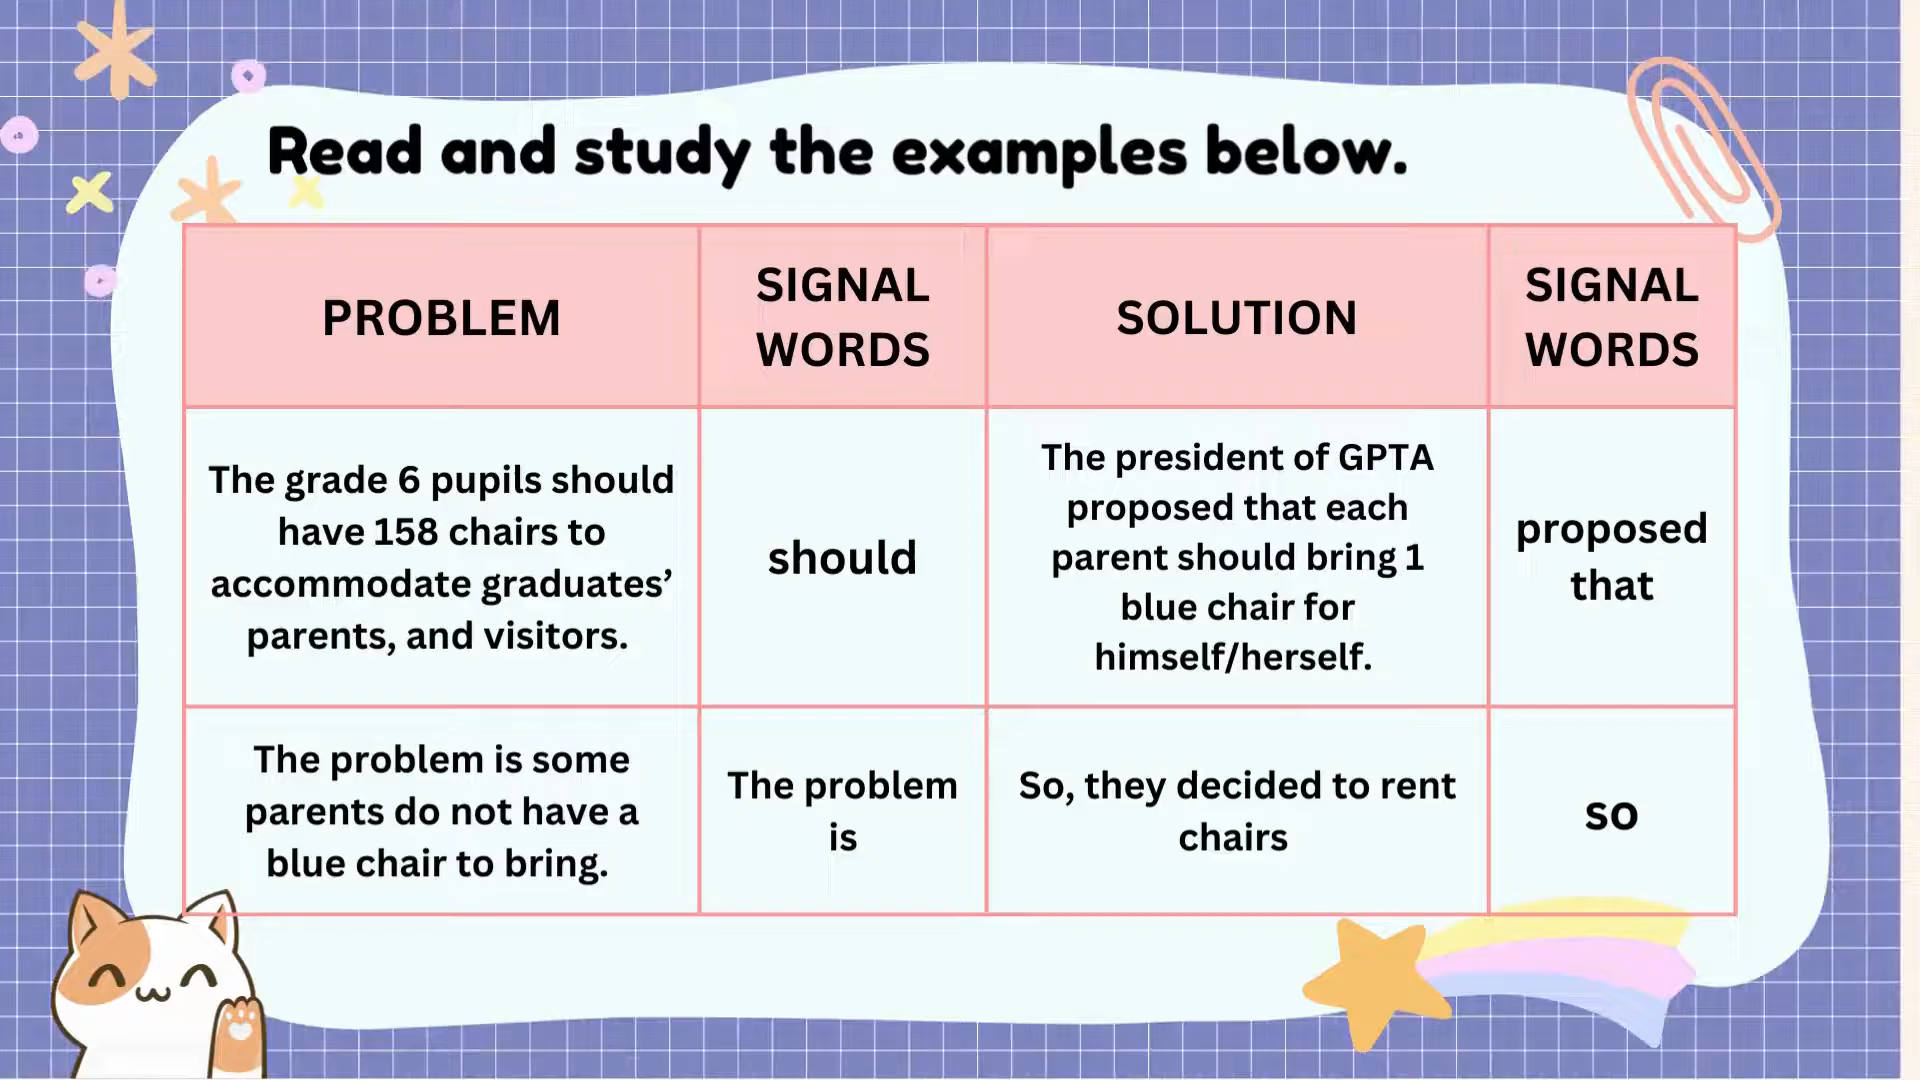 Read and study the examples below.
PROBLEM
SIGNAL
WORDS
SOLUTION
SIGNAL
WORDS
The grade 6 pupils should
have 158 chairs to
accommodate graduates’
parents, and visitors.
should
The president of GPTA
proposed that each
parent should bring 1
blue chair for
himself/herself.
proposed
that
The problem is some
parents do not have a
blue chair to bring.
The problem
is
So, they decided to rent
chairs
so